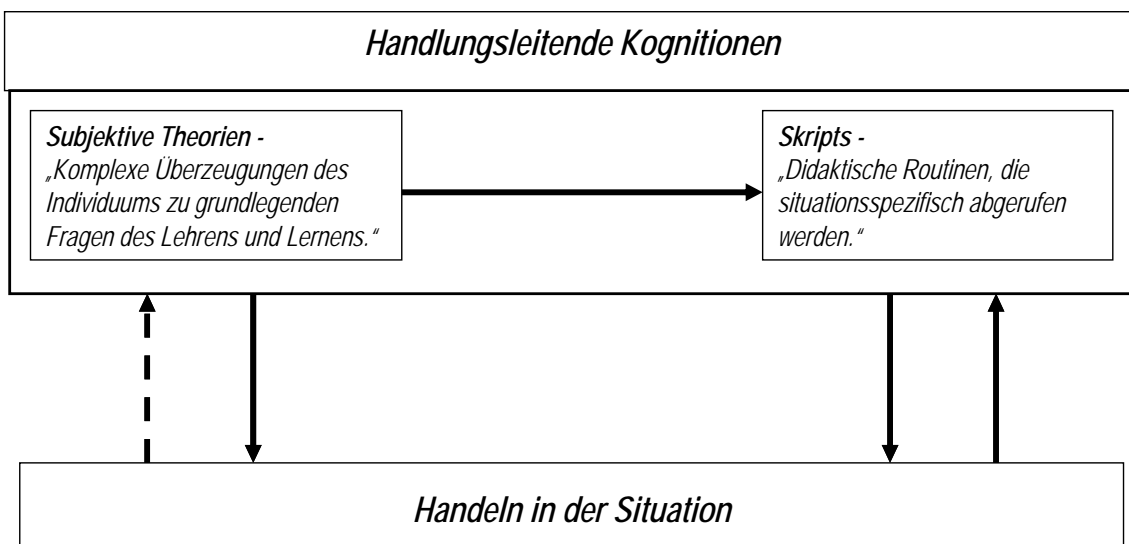 Handlungsleitende Kognitionen
Subjektive Theorien -
„Komplexe Überzeugungen des
Individuums zu grundlegenden
Fragen des Lehrens und Lernens.“
Skripts -
„Didaktische Routinen, die
situationsspezifisch abgerufen
werden.“
Handeln in der Situation